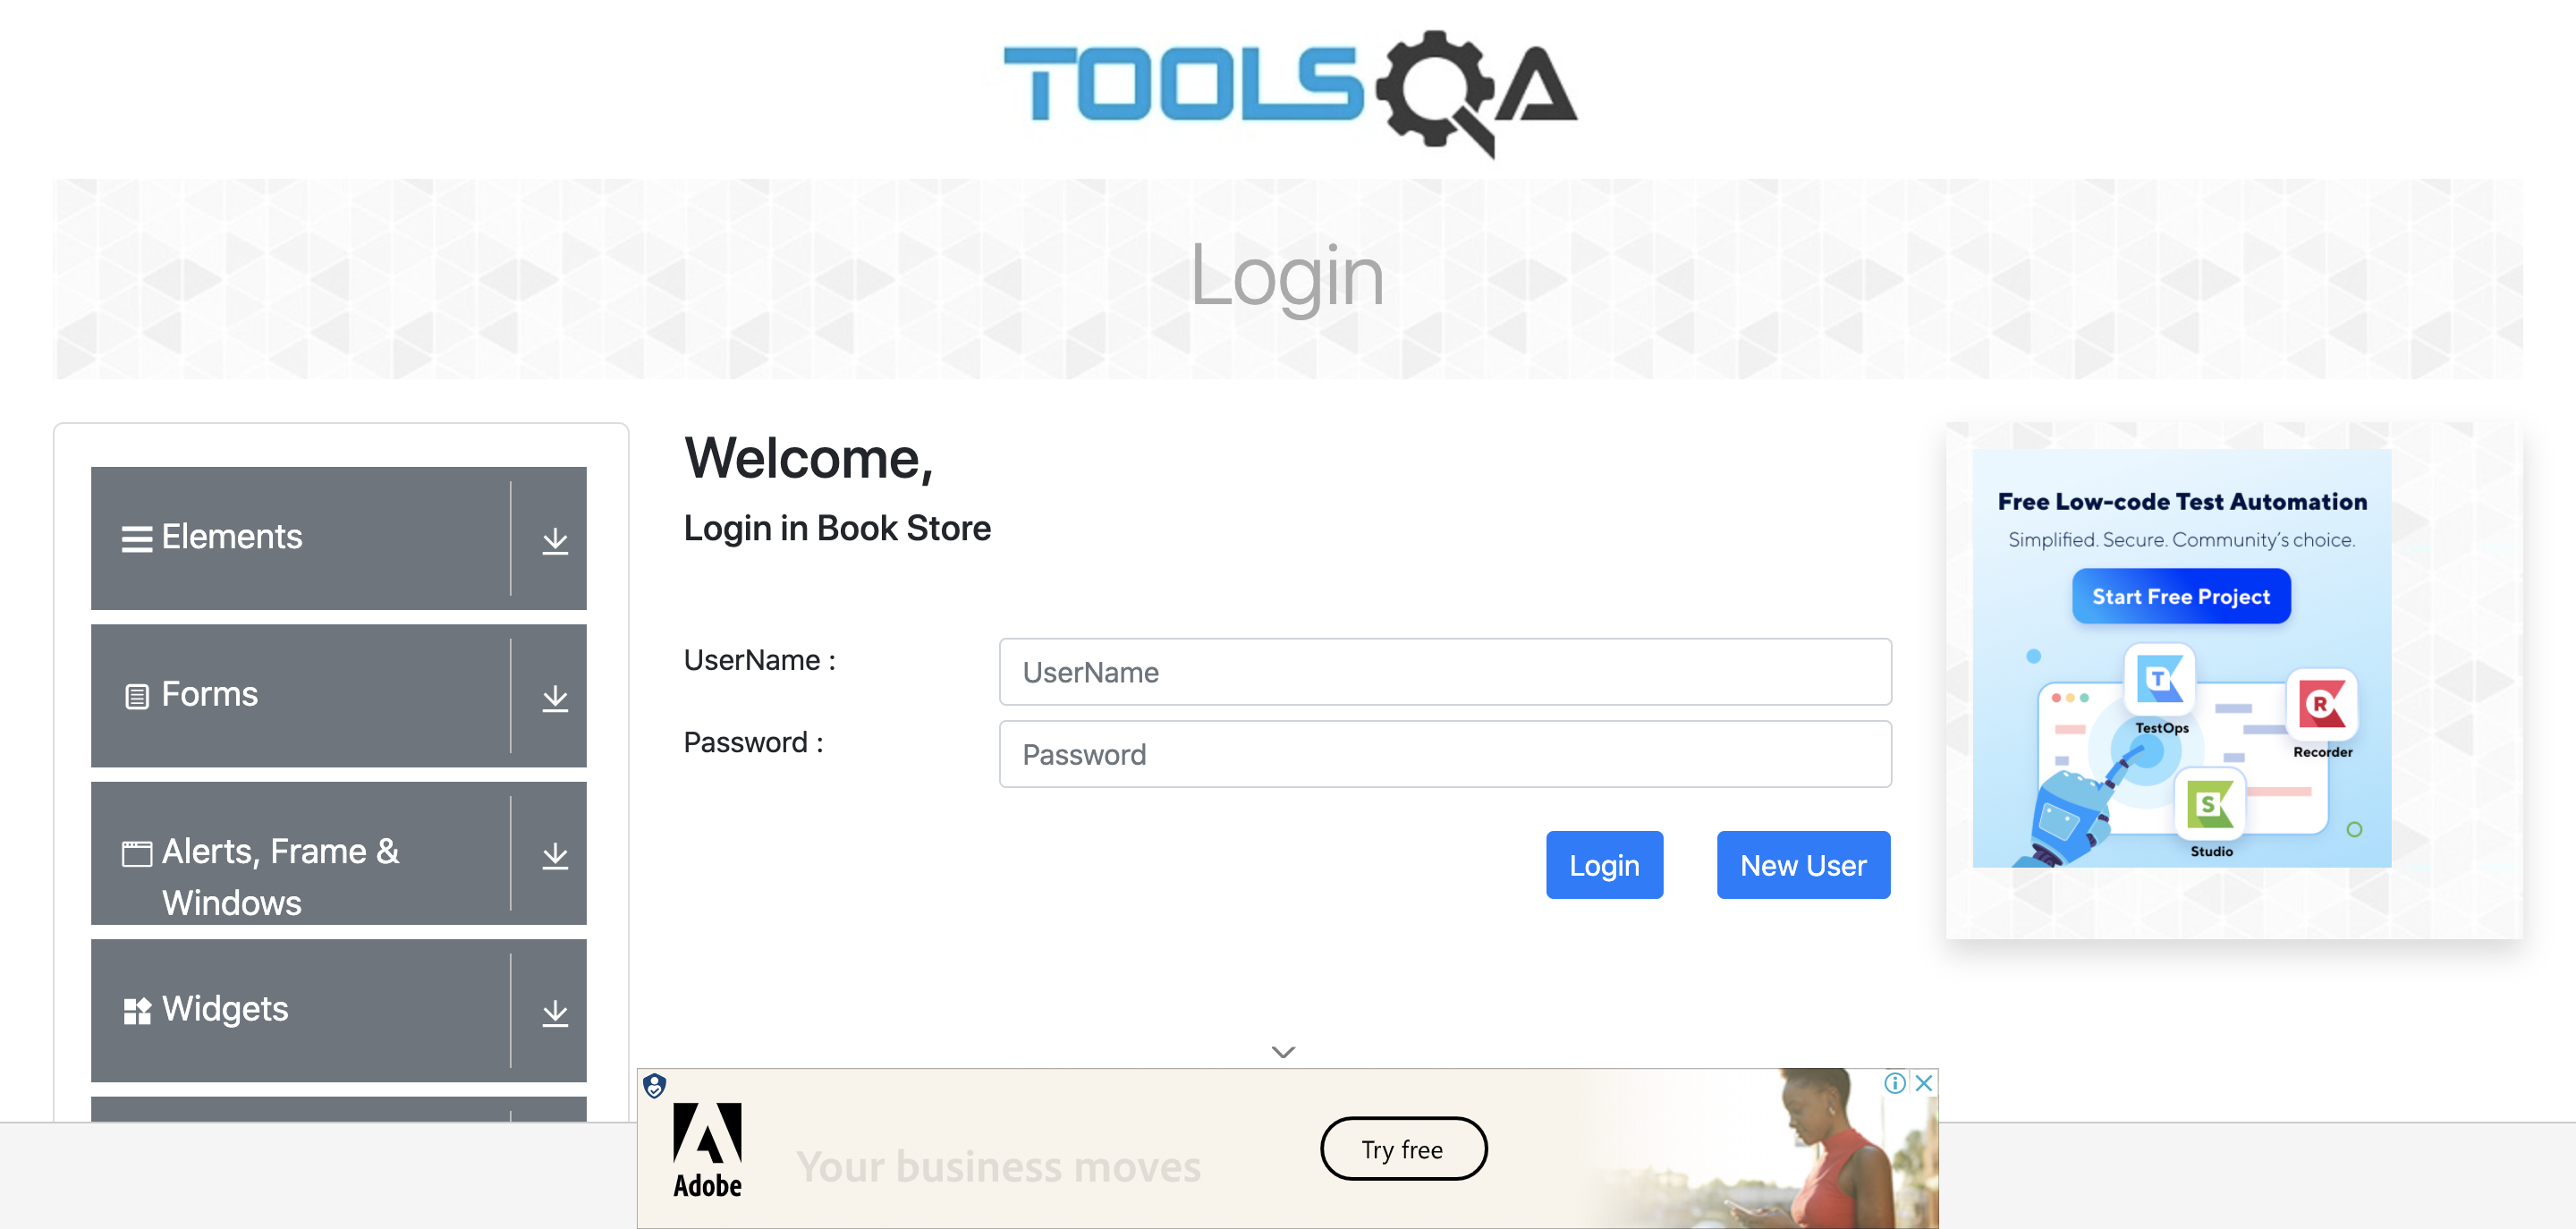 TOOLSQA
Login
Elements
Forms
Alerts, Frame &
Windows
Widgets
Welcome,
Login in Book Store
UserName :
UserName
Password :
Password
Login
New User
Free Low-code Test Automation
Simplified. Secure. Community's choice.
Start Free Project
T
TestOps
R
Recorder
S
Studio
Adobe
Your business moves
Try free